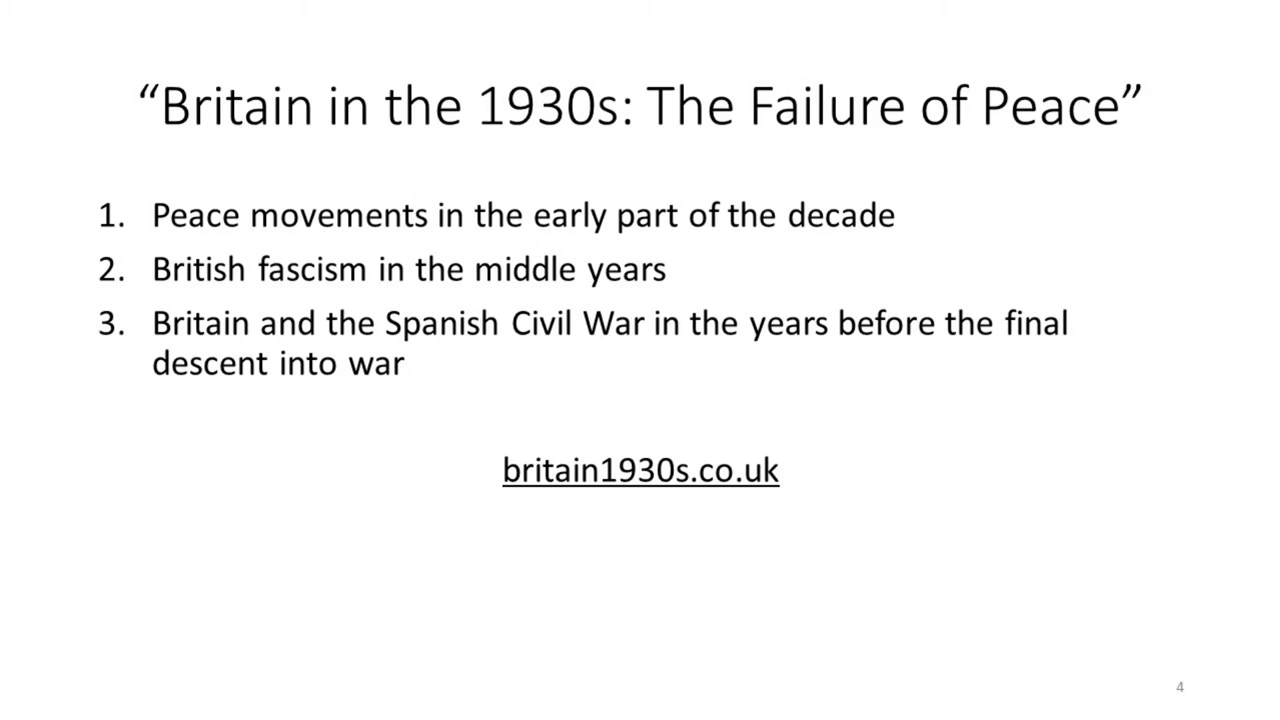 “Britain in the 1930s: The Failure of Peace”
1. Peace movements in the early part of the decade
2. British fascism in the middle years
3. Britain and the Spanish Civil War in the years before the final
descent into war
britain1930s.co.uk
4